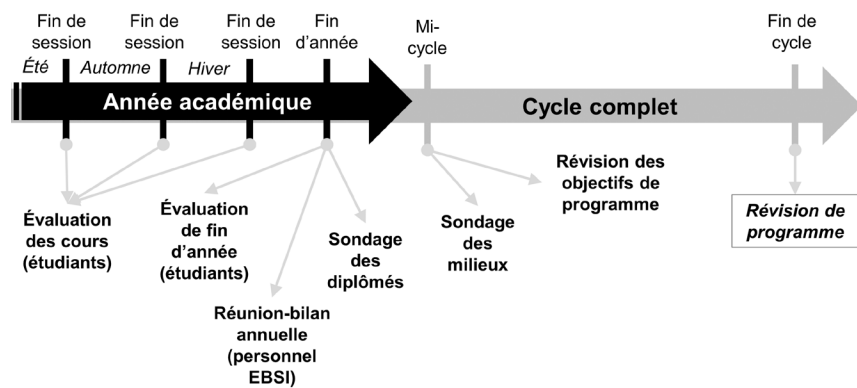 Fin de
session
Fin de
session
Fin de
session
Fin
d'année
Mi-
cycle
Fin de
cycle
Été
Automne
Hiver
Année académique
Cycle complet
Évaluation
des cours
(étudiants)
Évaluation
de fin
d'année
(étudiants)
Réunion-bilan
annuelle
(personnel
EBSI)
Sondage
des
diplômés
Sondage
des
milieux
Révision des
objectifs de
programme
Révision de
programme